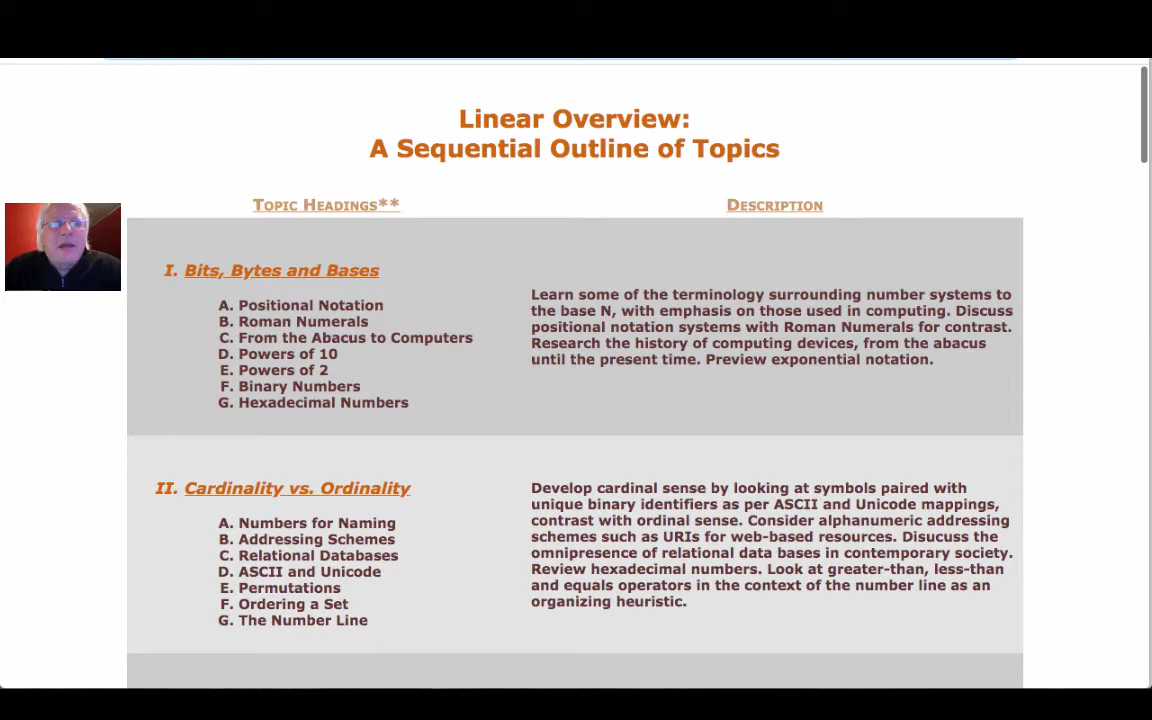 Linear Overview:
A Sequential Outline of Topics
Topic Headings**
Description
I. Bits, Bytes and Bases
A. Positional Notation
B. Roman Numerals
C. From the Abacus to Computers
D. Powers of 10
E. Powers of 2
F. Binary Numbers
G. Hexadecimal Numbers
Learn some of the terminology surrounding number systems to
the base N, with emphasis on those used in computing. Discuss
positional notation systems with Roman Numerals for contrast.
Research the history of computing devices, from the abacus
until the present time. Preview exponential notation.
II. Cardinality vs. Ordinality
A. Numbers for Naming
B. Addressing Schemes
C. Relational Databases
D. ASCII and Unicode
E. Permutations
F. Ordering a Set
G. The Number Line
Develop cardinal sense by looking at symbols paired with
unique binary identifiers as per ASCII and Unicode mappings,
contrast with ordinal sense. Consider alphanumeric addressing
schemes such as URIs for web-based resources. Disucuss the
omnipresence of relational data bases in contemporary society.
Review hexadecimal numbers. Look at greater-than, less-than
and equals operators in the context of the number line as an
organizing heuristic.